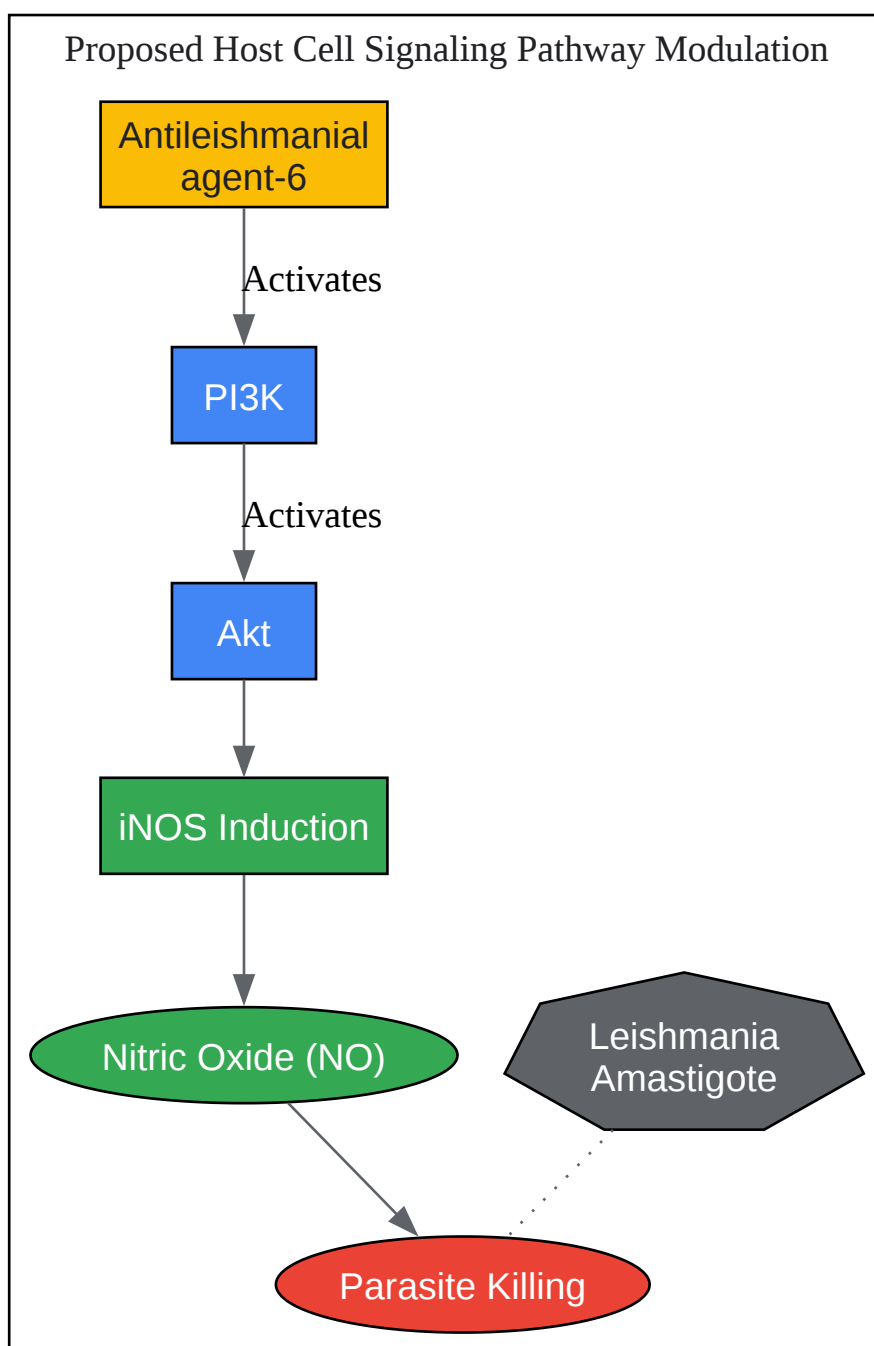 Proposed Host Cell Signaling Pathway Modulation
Antileishmanial
agent-6
Activates
PI3K
Activates
Akt
iNOS Induction
Nitric Oxide (NO)
Leishmania
Amastigote
Parasite Killing